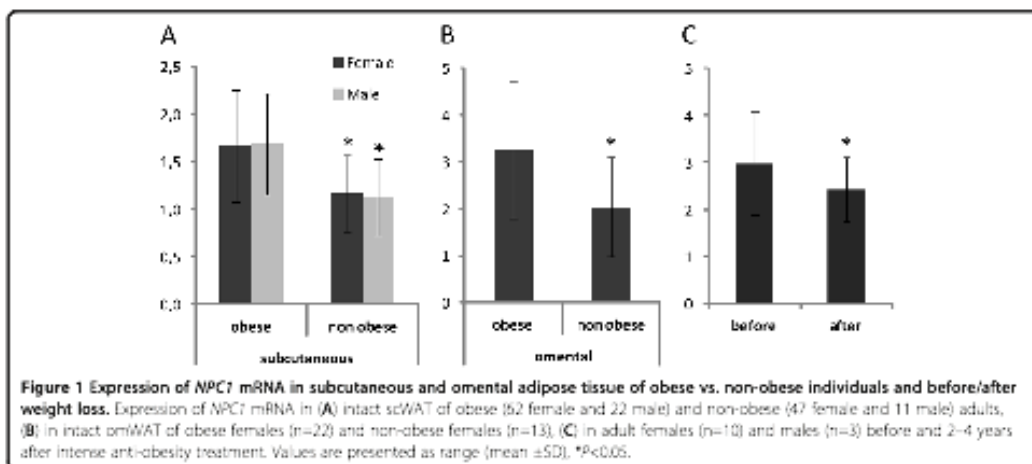 A
B
C
Female
Male
2,5
2,0
1,5
1,0
0,5
0,0
* *
obese
non obese
subcutaneous
5
4
3
2
1
0
*
obese
non obese
omental
5
4
3
2
1
0
*
before
after
Figure 1 Expression of NPC1 mRNA in subcutaneous and omental adipose tissue of obese vs. non-obese individuals and before/after
weight loss. Expression of NPC1 mRNA in (A) intact scWAT of obese (62 female and 22 male) and non-obese (47 female and 11 male) adults,
(B) in intact omWAT of obese females (n=22) and non-obese females (n=13), (C) in adult females (n=10) and males (n=3) before and 2–4 years
after intense anti-obesity treatment. Values are presented as range (mean ±SD), *P<0.05.